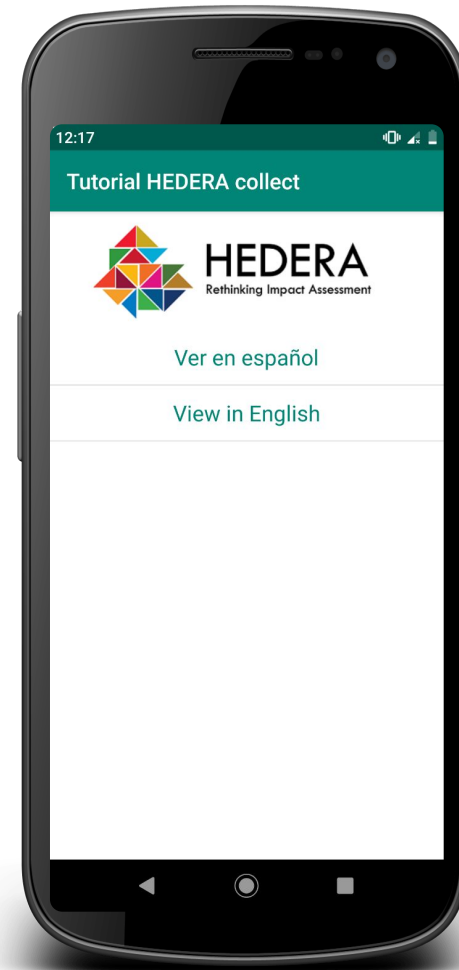 12:17
Tutorial HEDERA collect
HEDERA
Rethinking Impact Assessment
Ver en español
View in English